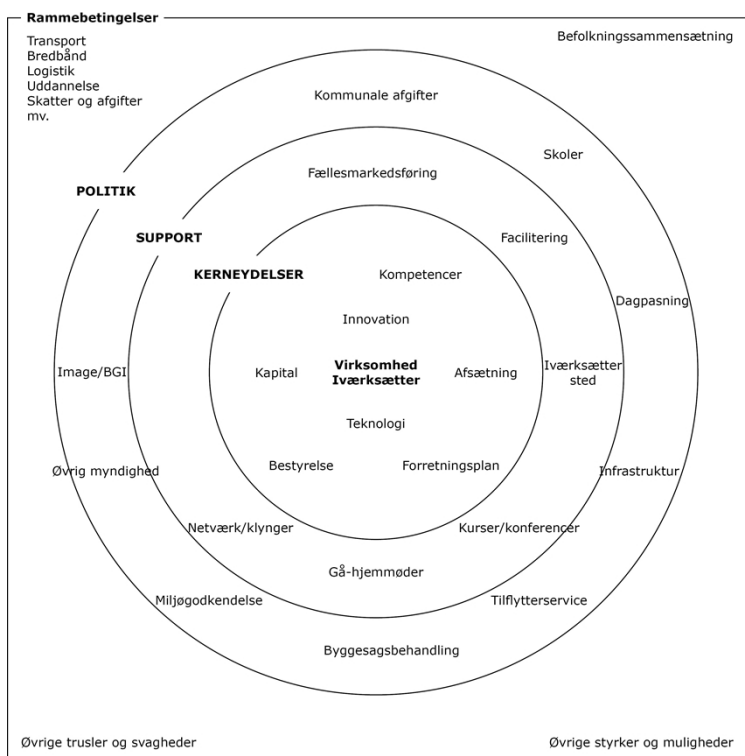 Rammebetingelser
Transport
Bredbånd
Logistik
Uddannelse
Skatter og afgifter
mv.
Befolkningssammensætning
Kommunale afgifter
Skoler
Fællesmarkedsføring
POLITIK
SUPPORT
Facilitering
KERNEYDELSER
Kompetencer
Dagpasning
Innovation
Image/BGI
Kapital
Virksomhed
Iværksætter
Afsætning
Iværksætter
sted
Teknologi
Bestyrelse
Forretningsplan
Øvrig myndighed
Infrastruktur
Netværk/klynger
Kurser/konferencer
Gå-hjemmøder
Miljøgodkendelse
Tilflytterservice
Byggesagsbehandling
Øvrige trusler og svagheder
Øvrige styrker og muligheder